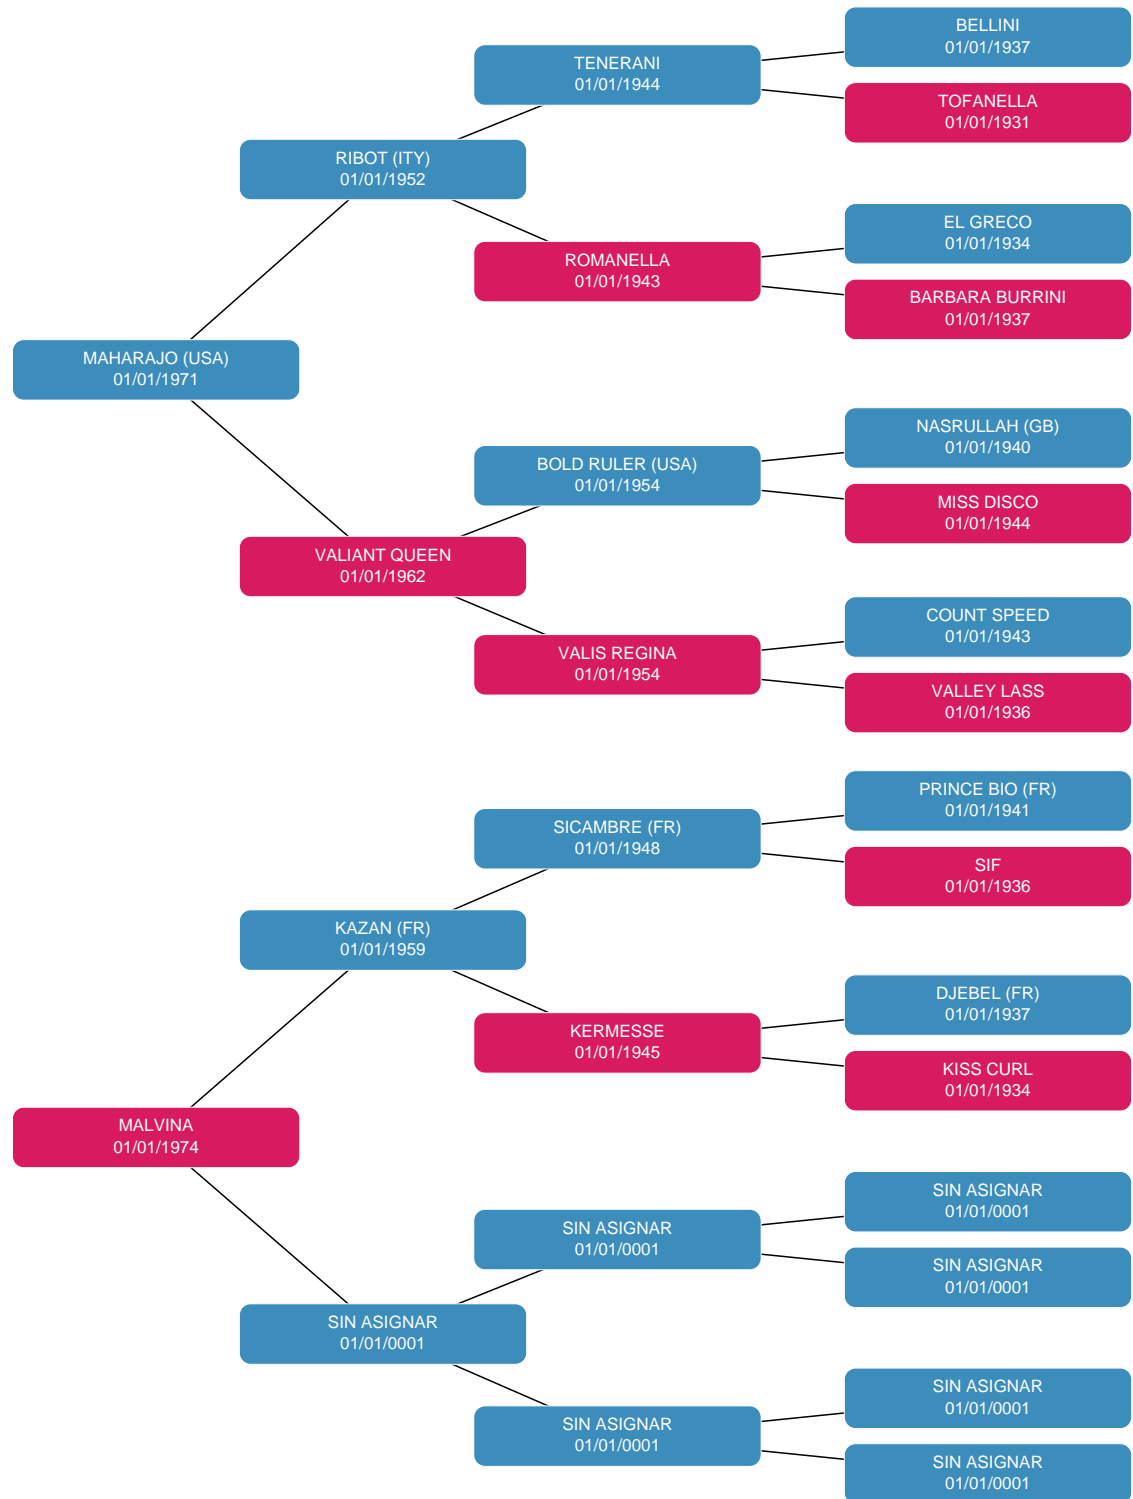 BELLINI
01/01/1937
TENERANI
01/01/1944
TOFANELLA
01/01/1931
RIBOT (ITY)
01/01/1952
EL GRECO
01/01/1934
ROMANELLA
01/01/1943
BARBARA BURRINI
01/01/1937
MAHARAJO (USA)
01/01/1971
NASRULLAH (GB)
01/01/1940
BOLD RULER (USA)
01/01/1954
MISS DISCO
01/01/1944
VALIANT QUEEN
01/01/1962
COUNT SPEED
01/01/1943
VALIS REGINA
01/01/1954
VALLEY LASS
01/01/1936
PRINCE BIO (FR)
01/01/1941
SICAMBRE (FR)
01/01/1948
SIF
01/01/1936
KAZAN (FR)
01/01/1959
DJEBEL (FR)
01/01/1937
KERMESSE
01/01/1945
KISS CURL
01/01/1934
MALVINA
01/01/1974
SIN ASIGNAR
01/01/0001
SIN ASIGNAR
01/01/0001
SIN ASIGNAR
01/01/0001
SIN ASIGNAR
01/01/0001
SIN ASIGNAR
01/01/0001
SIN ASIGNAR
01/01/0001
SIN ASIGNAR
01/01/0001